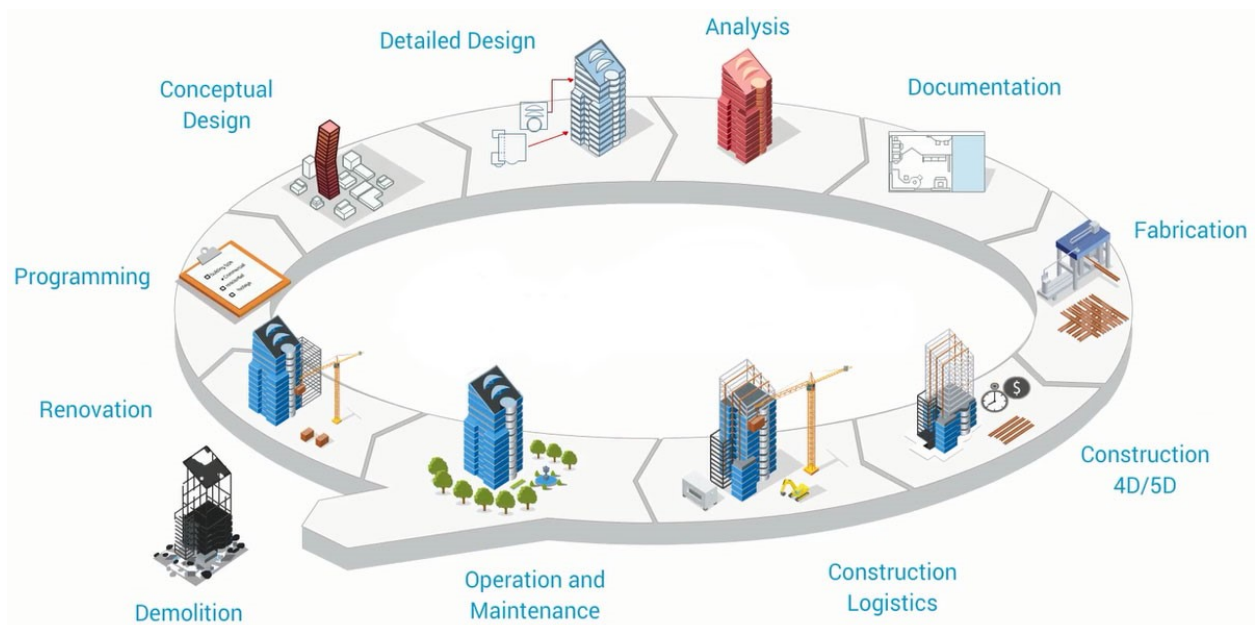 Detailed Design
Analysis
Conceptual
Design
Documentation
Programming
Fabrication
Renovation
Construction
4D/5D
$
Demolition
Operation and
Maintenance
Construction
Logistics